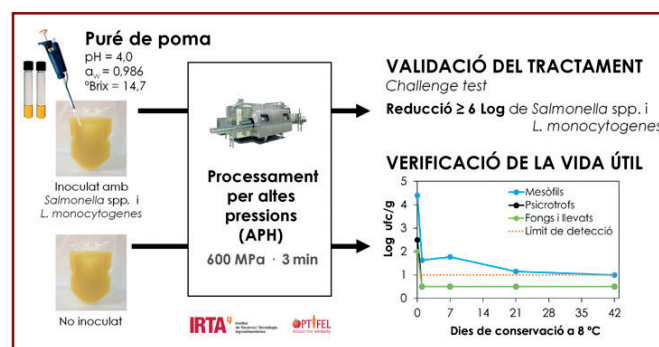 Puré de poma
pH = 4,0
aw = 0,986
ºBrix = 14,7
Inoculat amb
Salmonella spp. i
L. monocytogenes
No inoculat
Processament
per altes
pressions
(APH)
600 MPa · 3 min
IRTA
Institut
de Recerca i Tecnologia
Agroalimentàries
OPTIFEL
VALIDACIÓ DEL TRACTAMENT
Challenge test
Reducció ≥ 6 Log de Salmonella spp. i
L. monocytogenes
VERIFICACIÓ DE LA VIDA ÚTIL
Log ufc/g
5
4
3
2
1
0
Mesòfils
Psicrotrofs
Fongs i llevats
Límit de detecció
0 7 14 21 28 35 42
Dies de conservació a 8 ºC